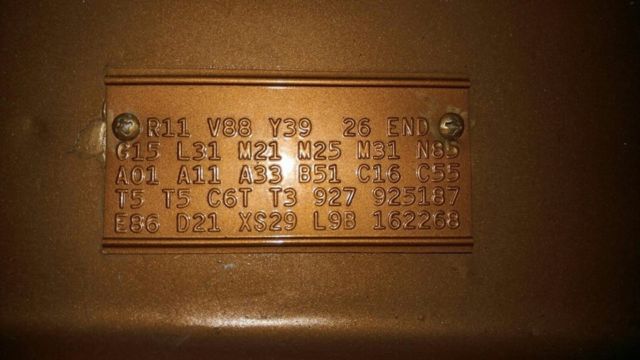 R11 V88 Y39 26 END
G15 L31 M21 M25 M31 N85
A01 A11 A33 B51 C16 C55
T5 T5 C6T T3 927 925187
E86 D21 XS29 L9B 162268